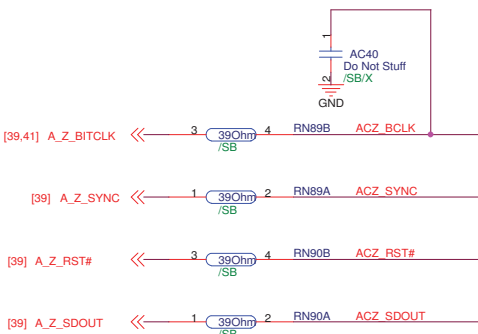 1
AC40
Do Not Stuff
2
/SB/X
GND
[39,41] A_Z_BITCLK 3 39Ohm 4 RN89B ACZ_BCLK
/SB
[39] A_Z_SYNC 1 39Ohm 2 RN89A ACZ_SYNC
/SB
[39] A_Z_RST# 3 39Ohm 4 RN90B ACZ_RST#
/SB
[39] A_Z_SDOUT 1 39Ohm 2 RN90A ACZ_SDOUT
/SB